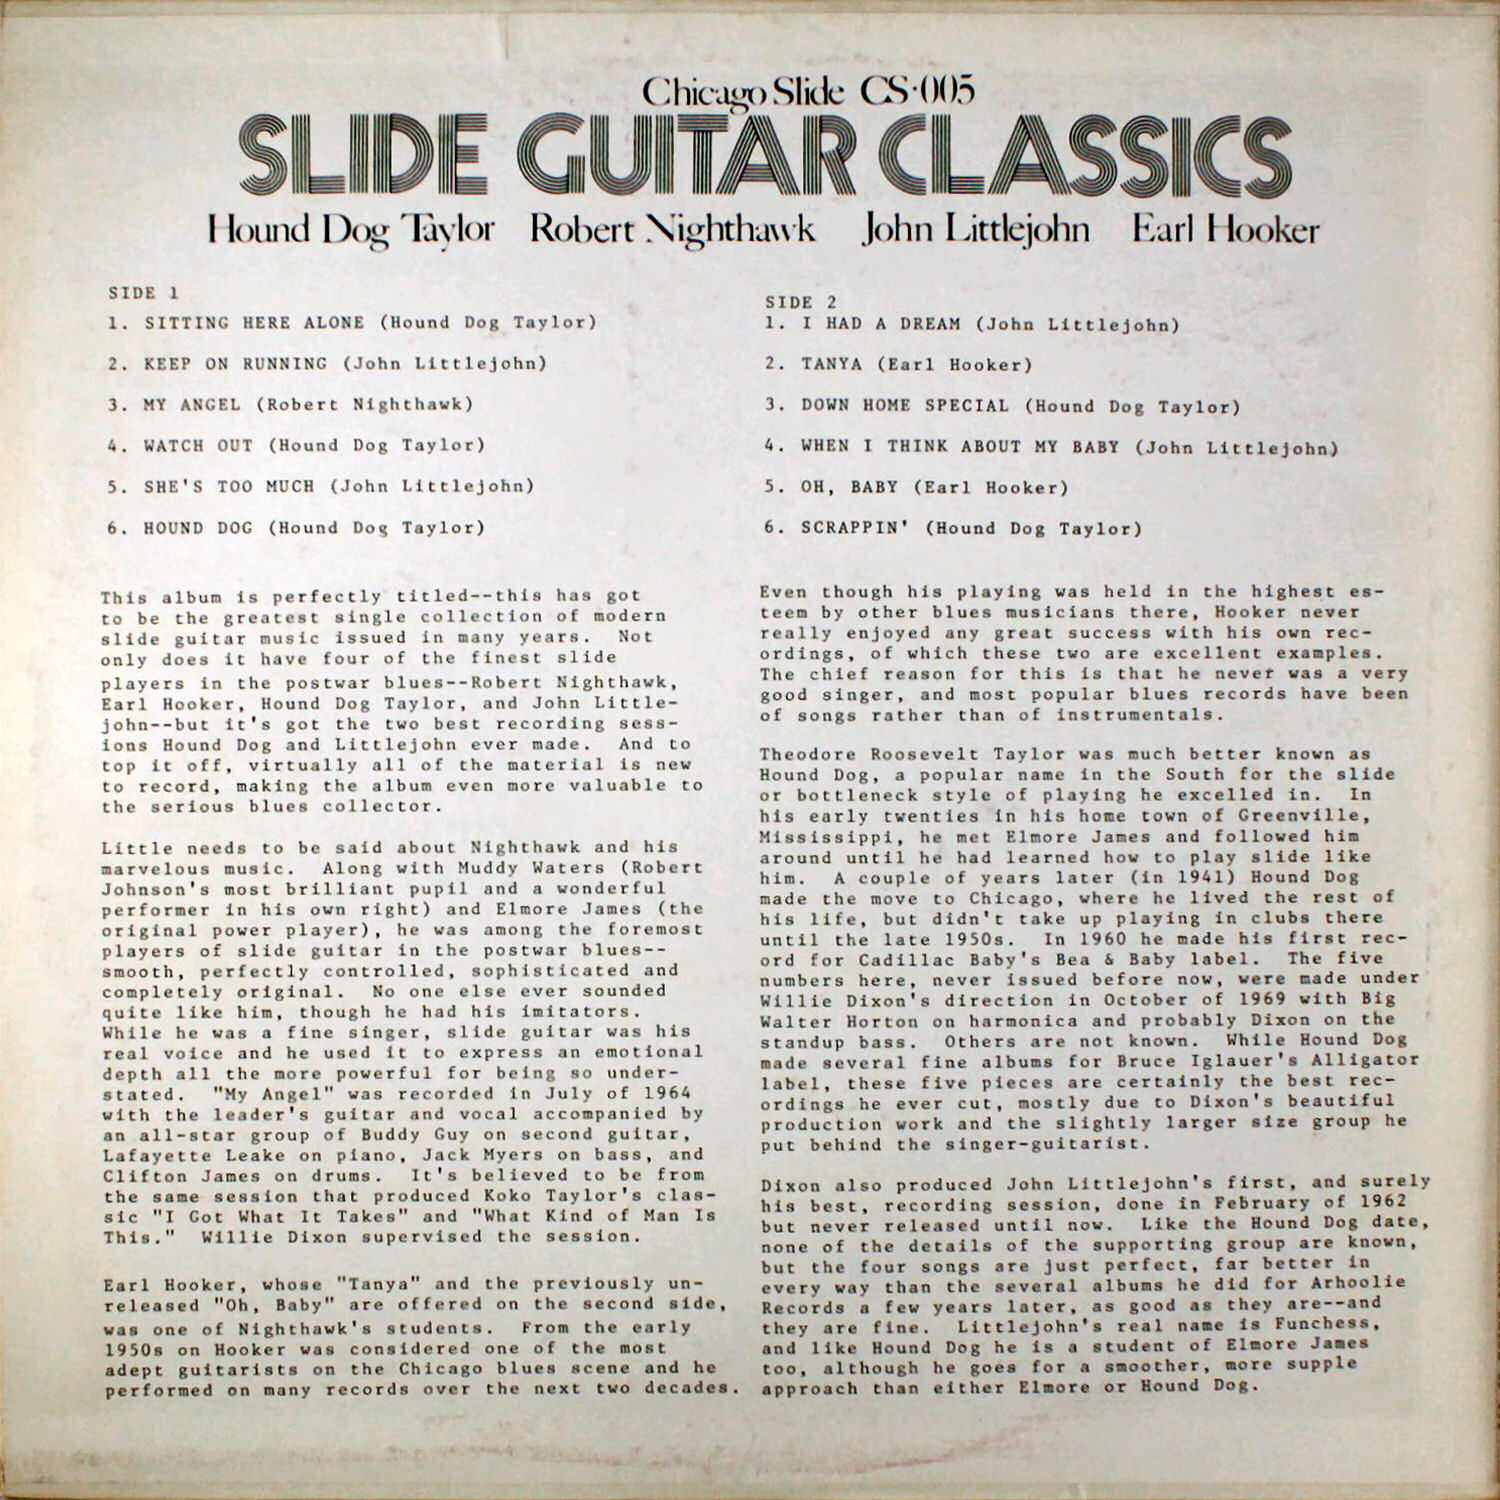 Chicago Slide CS·005
SLIDE GUITAR CLASSICS
Hound Dog Taylor Robert Nighthawk John Littlejohn Earl Hooker
SIDE 1
1. SITTING HERE ALONE (Hound Dog Taylor)
2. KEEP ON RUNNING (John Littlejohn)
3. MY ANGEL (Robert Nighthawk)
4. WATCH OUT (Hound Dog Taylor)
5. SHE'S TOO MUCH (John Littlejohn)
6. HOUND DOG (Hound Dog Taylor)
SIDE 2
1. I HAD A DREAM (John Littlejohn)
2. TANYA (Earl Hooker)
3. DOWN HOME SPECIAL (Hound Dog Taylor)
4. WHEN I THINK ABOUT MY BABY (John Littlejohn)
5. OH, BABY (Earl Hooker)
6. SCRAPPIN' (Hound Dog Taylor)
This album is perfectly titled--this has got
to be the greatest single collection of modern
slide guitar music issued in many years. Not
only does it have four of the finest slide
players in the postwar blues--Robert Nighthawk,
Earl Hooker, Hound Dog Taylor, and John Little-
john--but it's got the two best recording sess-
ions Hound Dog and Littlejohn ever made. And to
top it off, virtually all of the material is new
to record, making the album even more valuable to
the serious blues collector.
Little needs to be said about Nighthawk and his
marvelous music. Along with Muddy Waters (Robert
Johnson's most brilliant pupil and a wonderful
performer in his own right) and Elmore James (the
original power player), he was among the foremost
players of slide guitar in the postwar blues--
smooth, perfectly controlled, sophisticated and
completely original. No one else ever sounded
quite like him, though he had his imitators.
While he was a fine singer, slide guitar was his
real voice and he used it to express an emotional
depth all the more powerful for being so under-
stated. "My Angel" was recorded in July of 1964
with the leader's guitar and vocal accompanied by
an all-star group of Buddy Guy on second guitar,
Lafayette Leake on piano, Jack Myers on bass, and
Clifton James on drums. It's believed to be from
the same session that produced Koko Taylor's clas-
sic "I Got What It Takes" and "What Kind of Man Is
This." Willie Dixon supervised the session.
Earl Hooker, whose "Tanya" and the previously un-
released "Oh, Baby" are offered on the second side,
was one of Nighthawk's students. From the early
1950s on Hooker was considered one of the most
adept guitarists on the Chicago blues scene and he
performed on many records over the next two decades.
Even though his playing was held in the highest es-
teem by other blues musicians there, Hooker never
really enjoyed any great success with his own rec-
ordings, of which these two are excellent examples.
The chief reason for this is that he never was a very
good singer, and most popular blues records have been
of songs rather than of instrumentals.
Theodore Roosevelt Taylor was much better known as
Hound Dog, a popular name in the South for the slide
or bottleneck style of playing he excelled in. In
his early twenties in his home town of Greenville,
Mississippi, he met Elmore James and followed him
around until he had learned how to play slide like
him. A couple of years later (in 1941) Hound Dog
made the move to Chicago, where he lived the rest of
his life, but didn't take up playing in clubs there
until the late 1950s. In 1960 he made his first rec-
ord for Cadillac Baby's Bea & Baby label. The five
numbers here, never issued before now, were made under
Willie Dixon's direction in October of 1969 with Big
Walter Horton on harmonica and probably Dixon on the
standup bass. Others are not known. While Hound Dog
made several fine albums for Bruce Iglauer's Alligator
label, these five pieces are certainly the best rec-
ordings he ever cut, mostly due to Dixon's beautiful
production work and the slightly larger size group he
put behind the singer-guitarist.
Dixon also produced John Littlejohn's first, and surely
his best, recording session, done in February of 1962
but never released until now. Like the Hound Dog date,
none of the details of the supporting group are known,
but the four songs are just perfect, far better in
every way than the several albums he did for Arhoolie
Records a few years later, as good as they are--and
they are fine. Littlejohn's real name is Funchess,
and like Hound Dog he is a student of Elmore James
too, although he goes for a smoother, more supple
approach than either Elmore or Hound Dog.